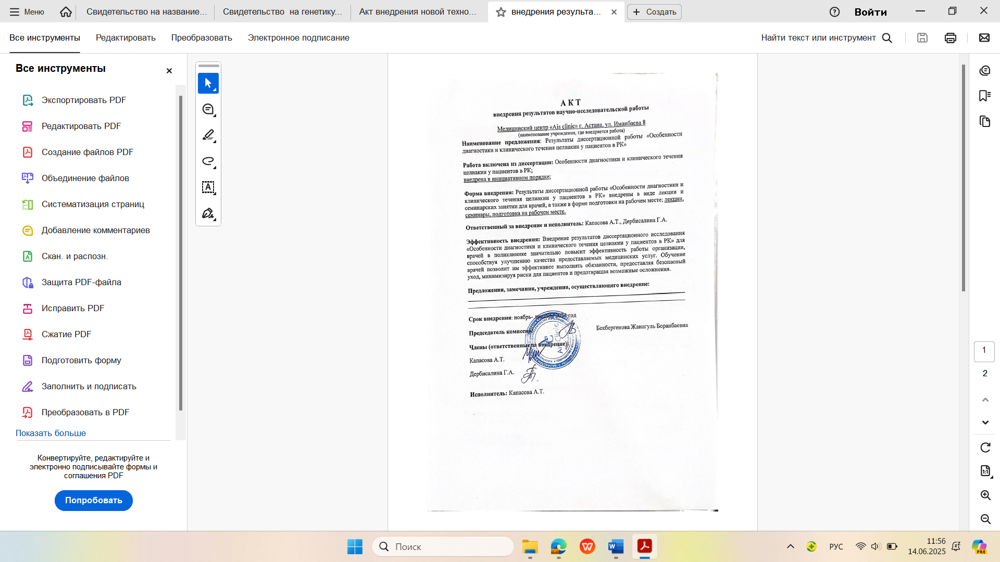 Меню
Свидетельство на название...
Свидетельство на генетику...
Акт внедрения новой техно...
внедрения результа...
Создать
Войти
Все инструменты
Редактировать
Преобразовать
Электронное подписание
Найти текст или инструмент
Все инструменты
Экспортировать PDF
Редактировать PDF
Создание файлов PDF
Объединение файлов
Систематизация страниц
Добавление комментариев
Скан. и распозн.
Защита PDF-файла
Исправить PDF
Сжатие PDF
Подготовить форму
Заполнить и подписать
Преобразовать в PDF
Показать больше
Конвертируйте, редактируйте и
электронно подписывайте формы и
соглашения PDF
Попробовать
А К Т
внедрения результатов научно-исследовательской работы
Медицинский центр «Ais clinic» г. Астана, ул. Иманбаева 8
(наименование учреждения, где внедряется работа)
Наименование предложения: Результаты диссертационной работы «Особенности
диагностики и клинического течения целиакии у пациентов в РК»
Работа включена из диссертации: Особенности диагностики и клинического течения
целиакии у пациентов в РК;
внедрена в инициативном порядке;
Форма внедрения: Результаты диссертационной работы «Особенности диагностики и
клинического течения целиакии у пациентов в РК» внедрены в виде лекции и
семинарских занятии для врачей, а также в форме подготовки на рабочем месте; лекции,
семинары, подготовка на рабочем месте.
Ответственный за внедрение и исполнитель: Капасова А.Т., Дербисалина Г.А.
Эффективность внедрения: Внедрение результатов диссертационного исследования
«Особенности диагностики и клинического течения целиакии у пациентов в РК» для
врачей в поликлинике значительно повысит эффективность работы организации,
способствуя улучшению качества предоставляемых медицинских услуг. Обучение
врачей позволит им эффективнее выполнять обязанности, предоставляя безопасный
уход, минимизируя риски для пациентов и предотвращая возможные осложнения.
Предложения, замечания, учреждения, осуществляющего внедрение:
Срок внедрения: ноябрь- декабрь 2024 год
Председатель комиссии: Бекбергенова Жанагуль Боранбаевна
Члены (ответственные за внедрение):
Капасова А.Т.
Дербисалина Г.А.
Исполнитель: Капасова А.Т.
Ais Clinic
1
2
Поиск
РУС
11:56
14.06.2025
PRE